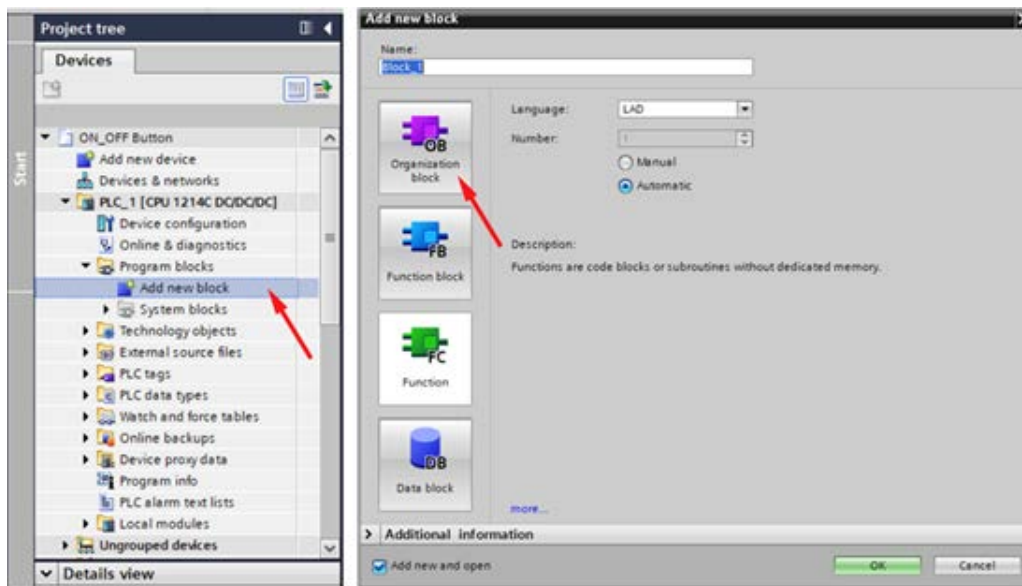 Start
Project tree
Devices
ON_OFF Button
Add new device
Devices & networks
PLC_1 [CPU 1214C DC/DC/DC]
Device configuration
Online & diagnostics
Program blocks
Add new block
System blocks
Technology objects
External source files
PLC tags
PLC data types
Watch and force tables
Online backups
Device proxy data
Program info
PLC alarm text lists
Local modules
Ungrouped devices
Details view
Add new block
Name:
Block_1
OB
Organization
block
FB
Function block
FC
Function
DB
Data block
Language: LAD
Number: 1
Manual
Automatic
Description:
Functions are code blocks or subroutines without dedicated memory.
more...
Additional information
Add new and open
OK Cancel